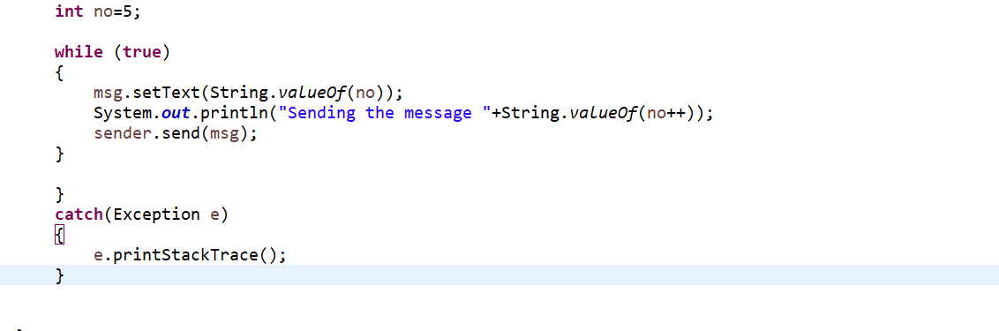 int no=5;
while (true)
{
msg.setText(String.valueOf(no));
System.out.println("Sending the message "+String.valueOf(no++));
sender.send(msg);
}
}
catch(Exception e)
{
e.printStackTrace();
}